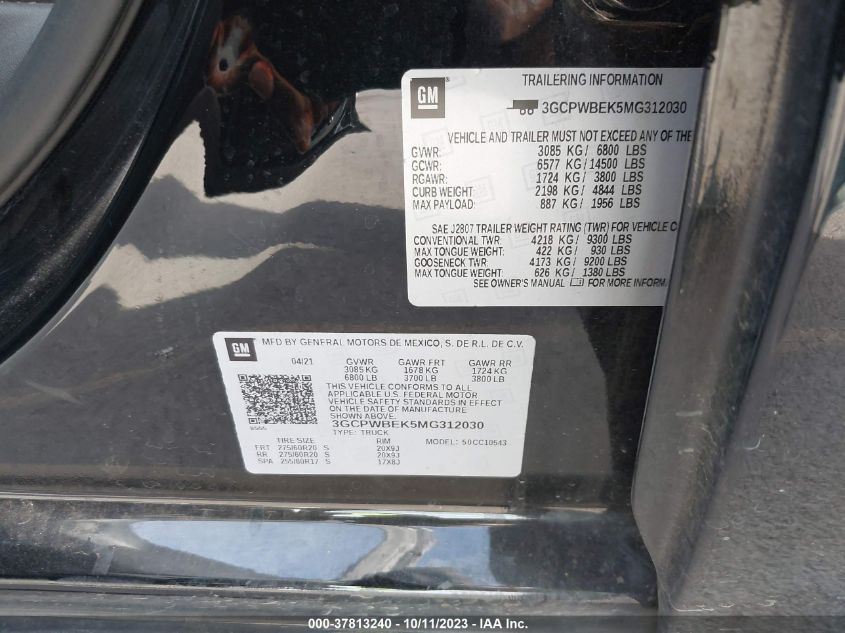 GM
TRAILERING INFORMATION
3GCPWBEK5MG312030
VEHICLE AND TRAILER MUST NOT EXCEED ANY OF THE
GVWR: 3085 KG / 6800 LBS
GCWR: 6577 KG / 14500 LBS
RGAWR: 1724 KG / 3800 LBS
CURB WEIGHT: 2198 KG / 4844 LBS
MAX PAYLOAD: 887 KG / 1956 LBS
SAE J2807 TRAILER WEIGHT RATING (TWR) FOR VEHICLE C
CONVENTIONAL TWR: 4218 KG / 9300 LBS
MAX TONGUE WEIGHT: 422 KG / 930 LBS
GOOSENECK TWR: 4173 KG / 9200 LBS
MAX TONGUE WEIGHT: 626 KG / 1380 LBS
SEE OWNER'S MANUAL FOR MORE INFORM
GM
MFD BY GENERAL MOTORS DE MEXICO, S. DE R.L. DE C.V.
04/21 GVWR GAWR FRT GAWR RR
3085 KG 1678 KG 1724 KG
6800 LB 3700 LB 3800 LB
THIS VEHICLE CONFORMS TO ALL
APPLICABLE U.S. FEDERAL MOTOR
VEHICLE SAFETY STANDARDS IN EFFECT
ON THE DATE OF MANUFACTURE
SHOWN ABOVE.
3GCPWBEK5MG312030
TYPE: TRUCK
TIRE SIZE RIM MODEL: 50CC10543
FRT 275/60R20 S 20X9J
RR 275/60R20 S 20X9J
SPA 255/80R17 S 17X8J
000-37813240 - 10/11/2023 - IAA Inc.